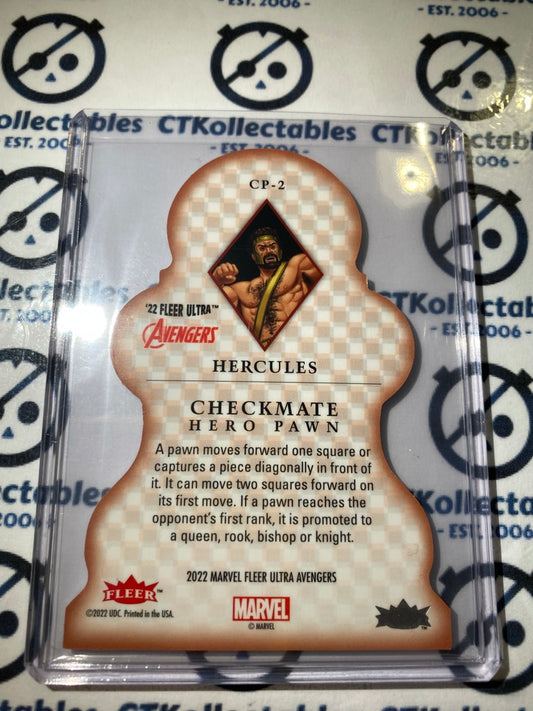 - EST. 2006 -
- EST. 2006 -
CTKollectables
- EST. 2006 -
CTKollectables
CP-2
'22 FLEER ULTRA™
AVENGERS
HERCULES
CHECKMATE
HERO PAWN
A pawn moves forward one square or
captures a piece diagonally in front of
it. It can move two squares forward on
its first move. If a pawn reaches the
opponent's first rank, it is promoted to
a queen, rook, bishop or knight.
2022 MARVEL FLEER ULTRA AVENGERS
FLEER™
©2022 UDC. Printed in the USA.
MARVEL
© MARVEL